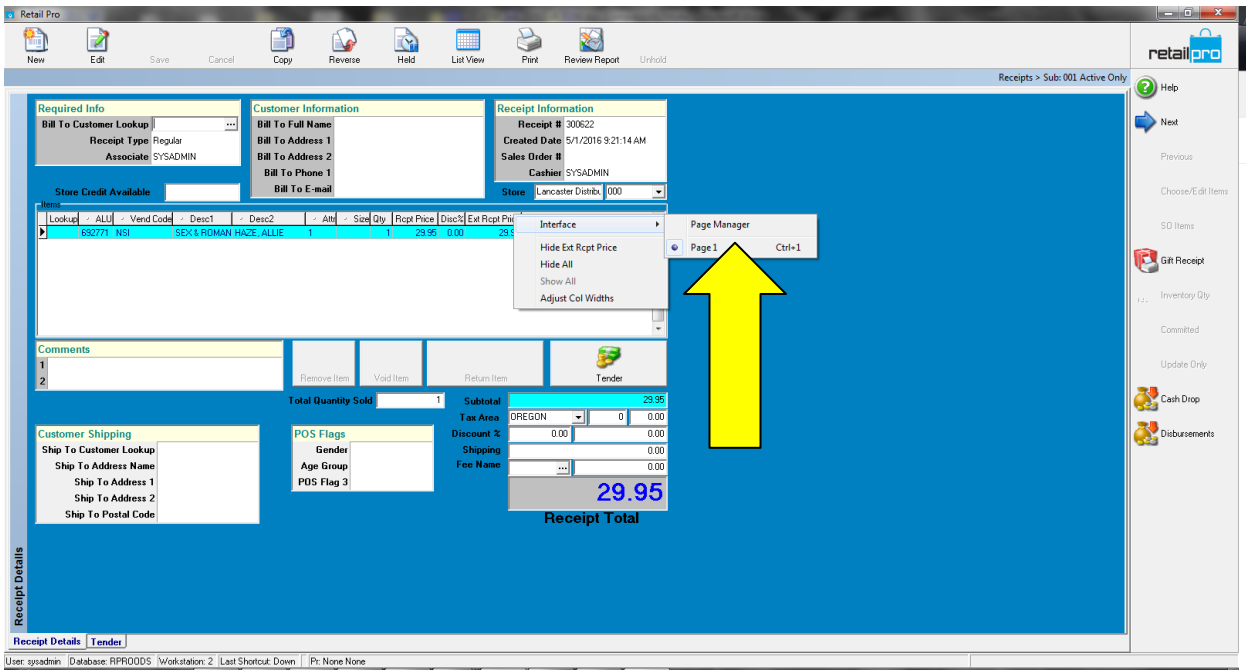 Retail Pro
New Edit Save Cancel Copy Reverse Held List View Print Review Report Unhold
retailpro
Receipts > Sub: 001 Active Only
Help
Next
Previous
Choose/Edit Items
SO Items
Gift Receipt
Inventory Qty
Committed
Update Only
Cash Drop
Disbursements
Required Info
Bill To Customer Lookup ...
Receipt Type Regular
Associate SYSADMIN
Store Credit Available
Customer Information
Bill To Full Name
Bill To Address 1
Bill To Address 2
Bill To Phone 1
Bill To E-mail
Receipt Information
Receipt # 300622
Created Date 5/1/2016 9:21:14 AM
Sales Order #
Cashier SYSADMIN
Store Lancaster Distribu 000
Items
Lookup ALU Vend Code Desc1 Desc2 Attr Size Qty Rcpt Price Disc% Ext Rcpt Pri
692771 NSI SEX & ROMAN HAZE, ALLIE 1 1 29.95 0.00 29.9
Interface
Hide Ext Rcpt Price
Hide All
Show All
Adjust Col Widths
Page Manager
Page 1 Ctrl+1
Comments
1
2
Remove Item Void Item Return Item Tender
Total Quantity Sold 1
Subtotal 29.95
Tax Area OREGON 0 0.00
Discount % 0.00 0.00
Shipping 0.00
Fee Name ... 0.00
29.95
Receipt Total
Customer Shipping
Ship To Customer Lookup
Ship To Address Name
Ship To Address 1
Ship To Address 2
Ship To Postal Code
POS Flags
Gender
Age Group
POS Flag 3
Receipt Details
Receipt Details Tender
User: sysadmin Database: RPROODS Workstation: 2 Last Shortcut: Down Pr: None None